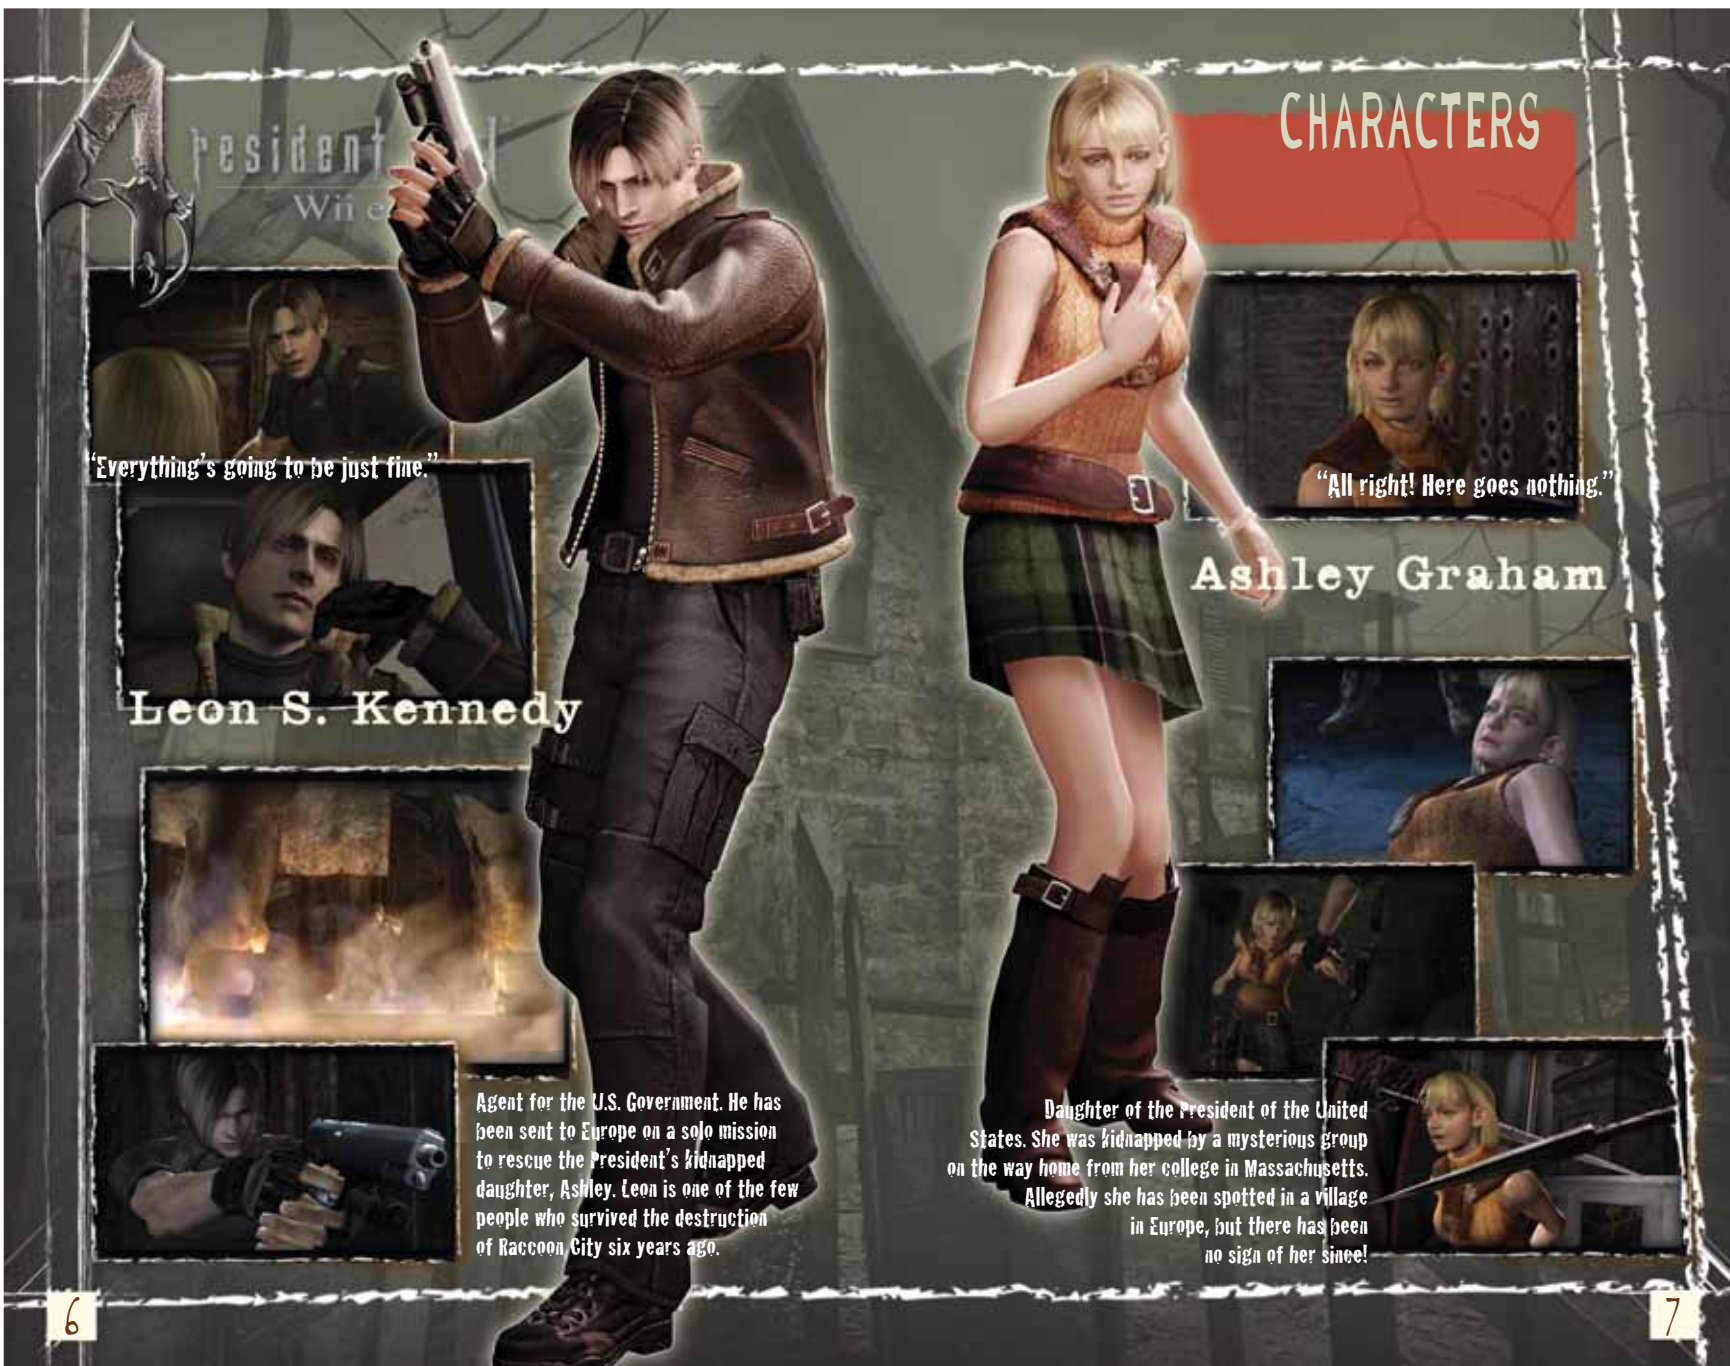 resident
Wii e
CHARACTERS
"Everything's going to be just fine."
Leon S. Kennedy
Agent for the U.S. Government. He has
been sent to Europe on a solo mission
to rescue the President's kidnapped
daughter, Ashley. Leon is one of the few
people who survived the destruction
of Raccoon City six years ago.
6
"All right! Here goes nothing."
Ashley Graham
Daughter of the President of the United
States. She was kidnapped by a mysterious group
on the way home from her college in Massachusetts.
Allegedly she has been spotted in a village
in Europe, but there has been
no sign of her since!
7